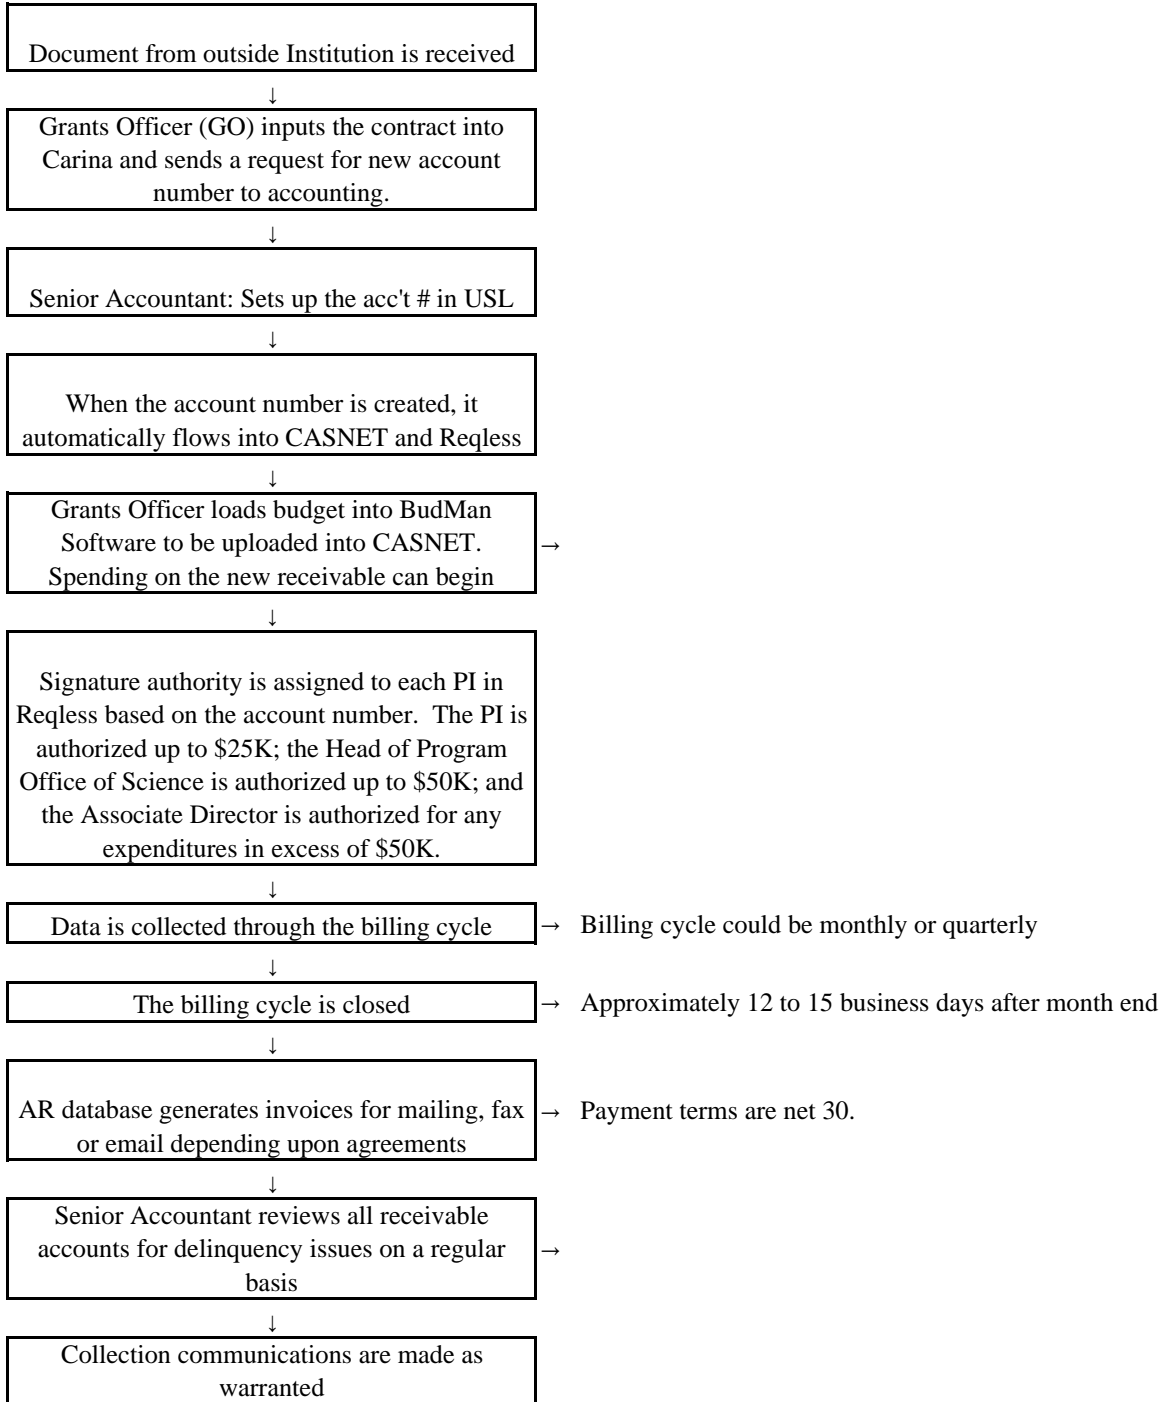 Document from outside Institution is received
↓
Grants Officer (GO) inputs the contract into
Carina and sends a request for new account
number to accounting.
↓
Senior Accountant: Sets up the acc't # in USL
↓
When the account number is created, it
automatically flows into CASNET and Reqless
↓
Grants Officer loads budget into BudMan
Software to be uploaded into CASNET. →
Spending on the new receivable can begin
↓
Signature authority is assigned to each PI in
Reqless based on the account number.  The PI is
authorized up to $25K; the Head of Program
Office of Science is authorized up to $50K; and
the Associate Director is authorized for any
expenditures in excess of $50K.
↓
Data is collected through the billing cycle → Billing cycle could be monthly or quarterly
↓
The billing cycle is closed → Approximately 12 to 15 business days after month end
↓
AR database generates invoices for mailing, fax → Payment terms are net 30.
or email depending upon agreements
↓
Senior Accountant reviews all receivable
accounts for delinquency issues on a regular →
basis
↓
Collection communications are made as
warranted